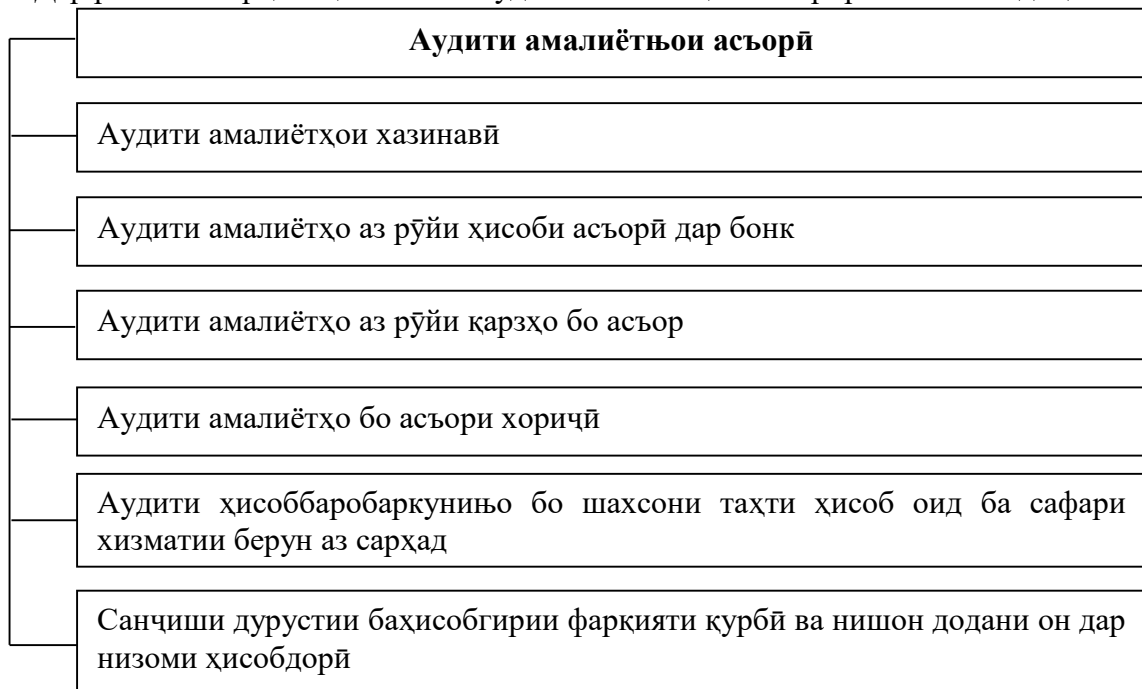 Аудити амалиётњои асъорӣ
Аудити амалиётҳои хазинавӣ
Аудити амалиётҳо аз рӯйи ҳисоби асъорӣ дар бонк
Аудити амалиётҳо аз рӯйи қарзҳо бо асъор
Аудити амалиётҳо бо асъори хориҷӣ
Аудити ҳисоббаробаркунињо бо шахсони таҳти ҳисоб оид ба сафари
хизматии берун аз сарҳад
Санҷиши дурустии баҳисобгирии фарқияти қурбӣ ва нишон додани он дар
низоми ҳисобдорӣ